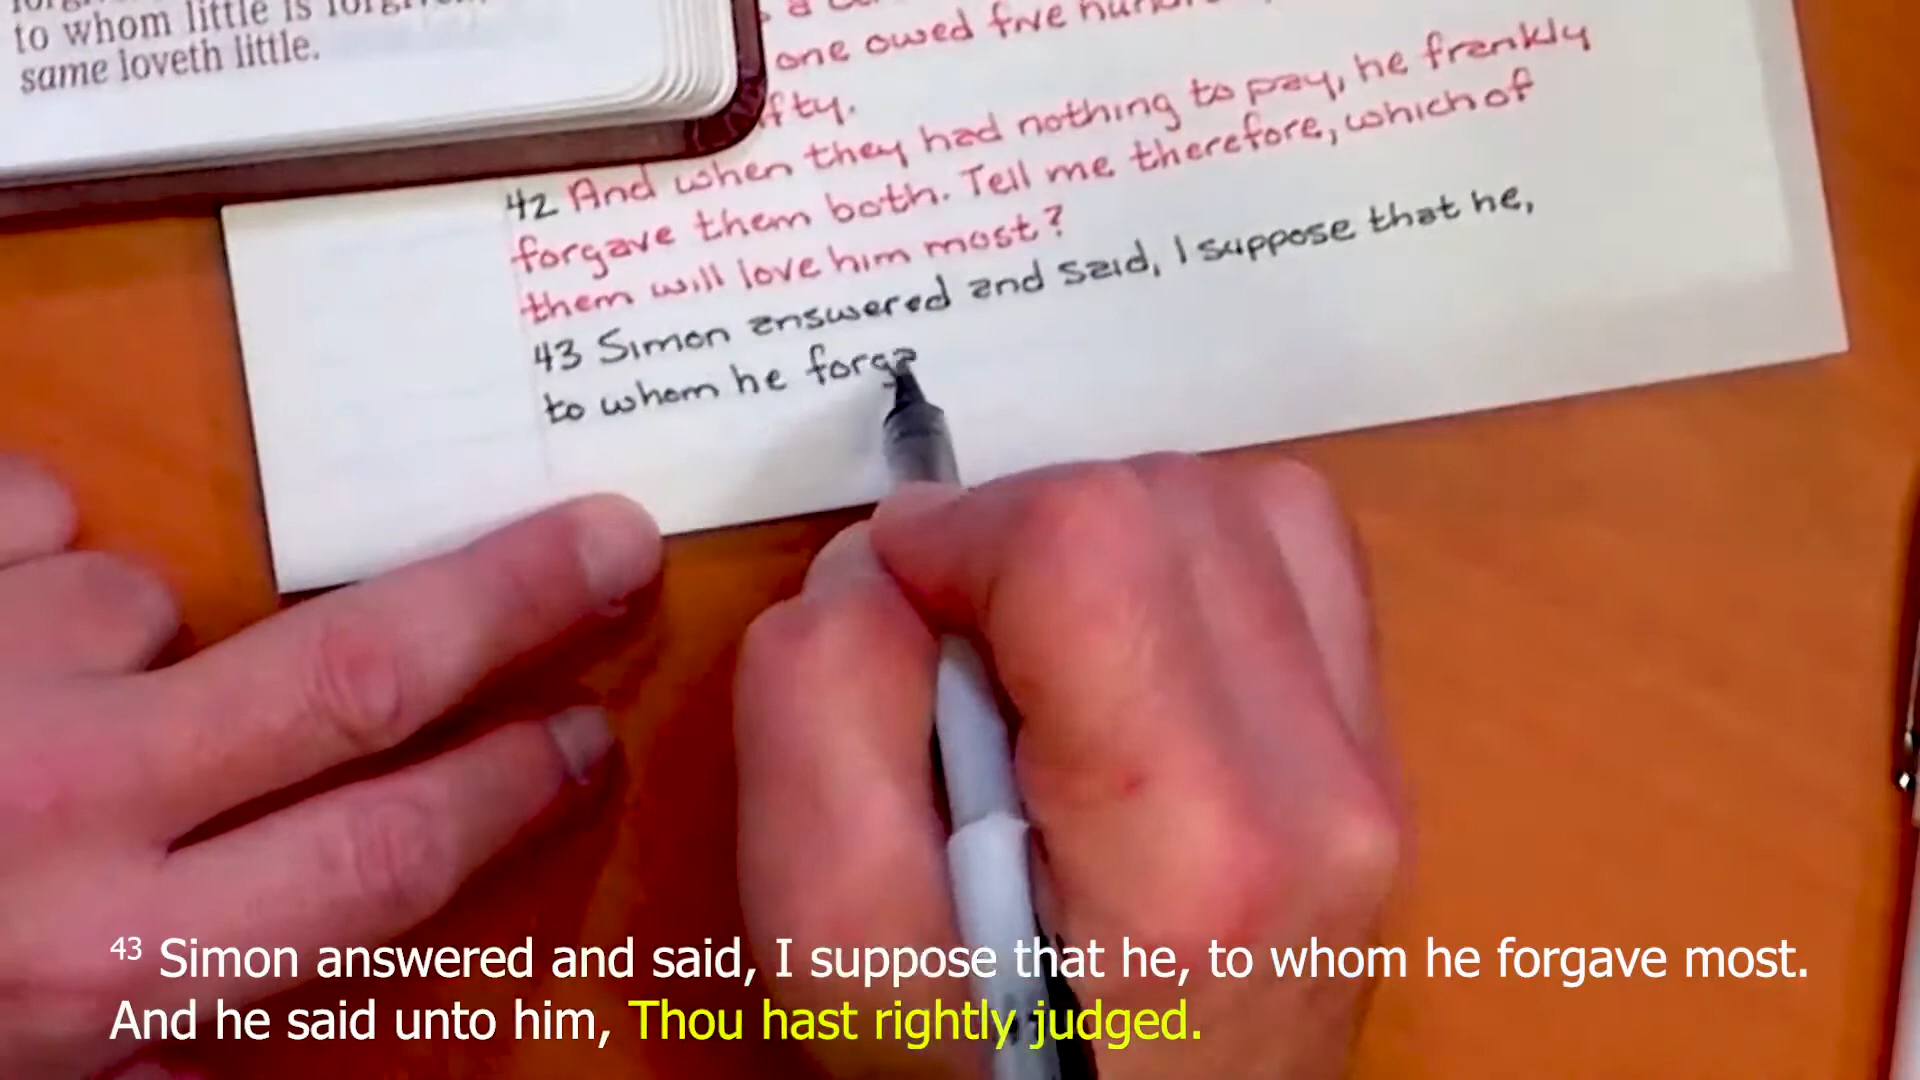 to whom little is
same loveth little.
one owed five
fty.
42 And when they had nothing to pay, he frankly
forgave them both. Tell me therefore, which of
them will love him most?
43 Simon answered and said, I suppose that he,
to whom he forga
43 Simon answered and said, I suppose that he, to whom he forgave most.
And he said unto him, Thou hast rightly judged.